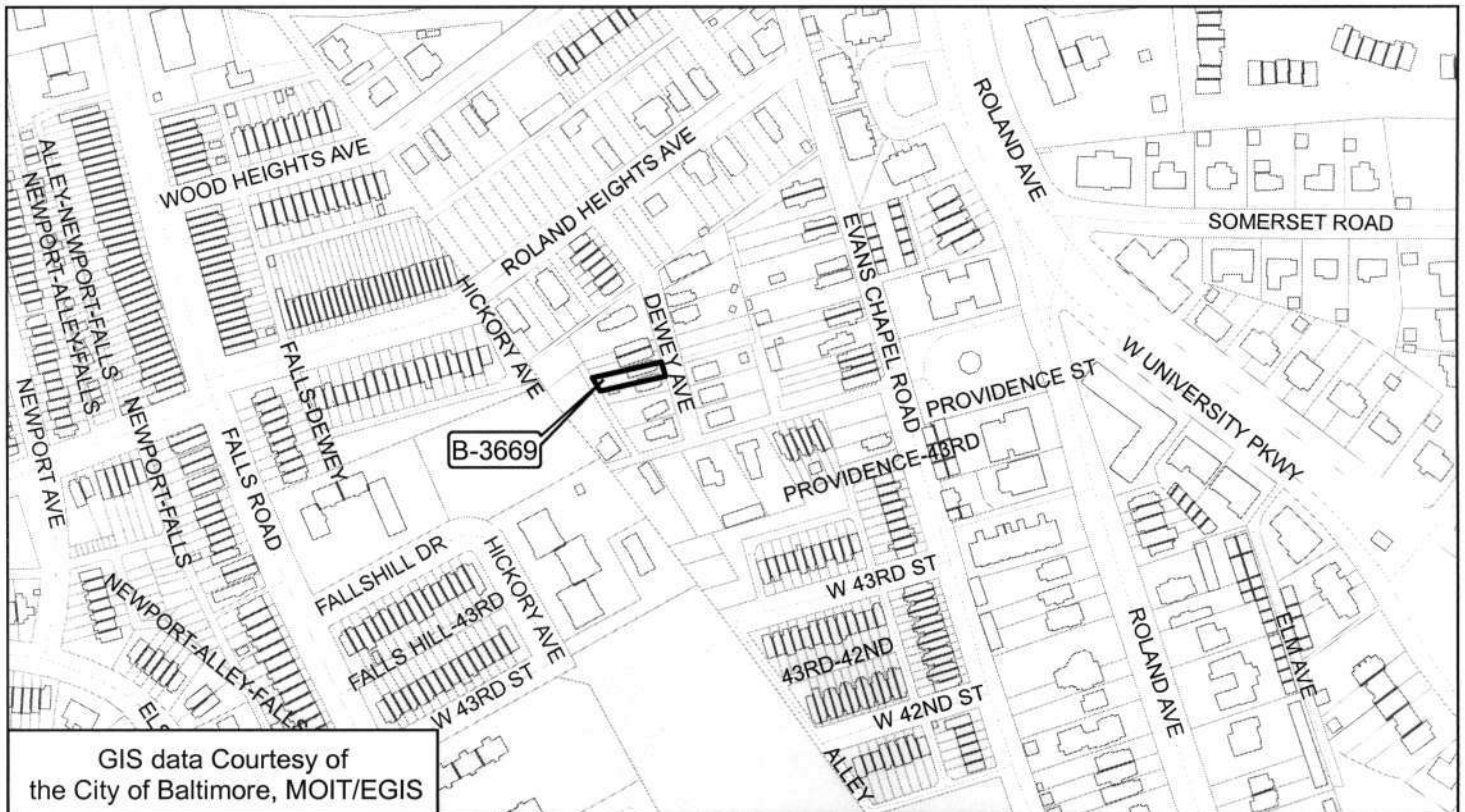 ROLAND AVE
ALLEY-NEWPORT-FALLS
NEWPORT-ALLEY-FALLS
WOOD HEIGHTS AVE
ROLAND HEIGHTS AVE
SOMERSET ROAD
EVANS CHAPEL ROAD
HICKORY AVE
DEWEY AVE
FALLS-DEWEY
NEWPORT AVE
NEWPORT-FALLS
FALLS ROAD
B-3669
PROVIDENCE ST
W UNIVERSITY PKWY
PROVIDENCE-43RD
FALLSHILL DR
HICKORY AVE
FALLS HILL-43RD
W 43RD ST
NEWPORT-ALLEY-FALLS
W 43RD ST
43RD-42ND
W 42ND ST
ALLEY
ROLAND AVE
ELM AVE
GIS data Courtesy of
the City of Baltimore, MOIT/EGIS